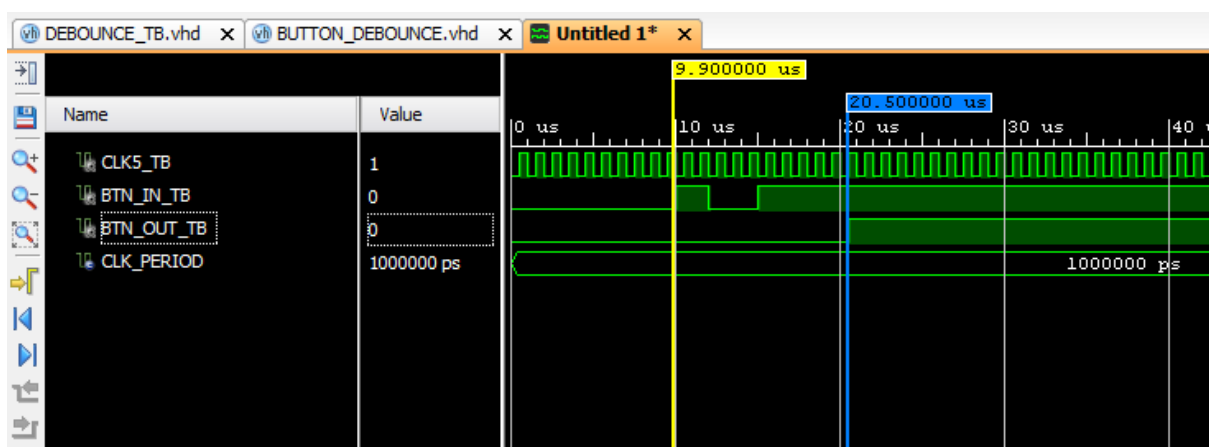 DEBOUNCE_TB.vhd BUTTON_DEBOUNCE.vhd Untitled 1*
9.900000 us
20.500000 us
Name Value
0 us 10 us 20 us 30 us 40
CLK5_TB 1
BTN_IN_TB 0
BTN_OUT_TB 0
CLK_PERIOD 1000000 ps 1000000 ps